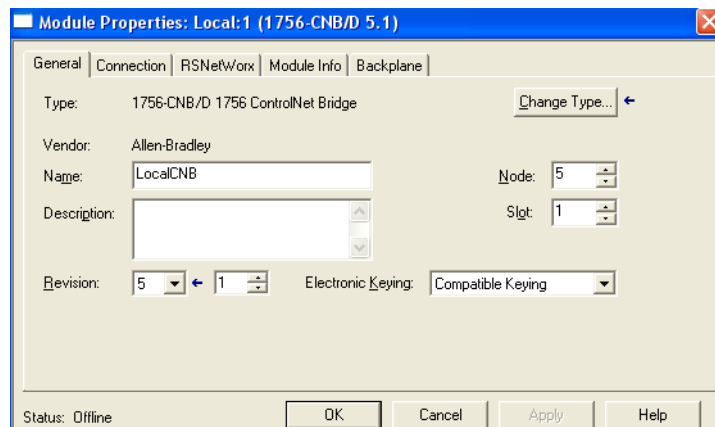 Module Properties: Local:1 (1756-CNB/D 5.1)
General Connection RSNetWorx Module Info Backplane
Type: 1756-CNB/D 1756 ControlNet Bridge Change Type...
Vendor: Allen-Bradley
Name: LocalCNB Node: 5
Description: Slot: 1
Revision: 5 1 Electronic Keying: Compatible Keying
Status: Offline OK Cancel Apply Help